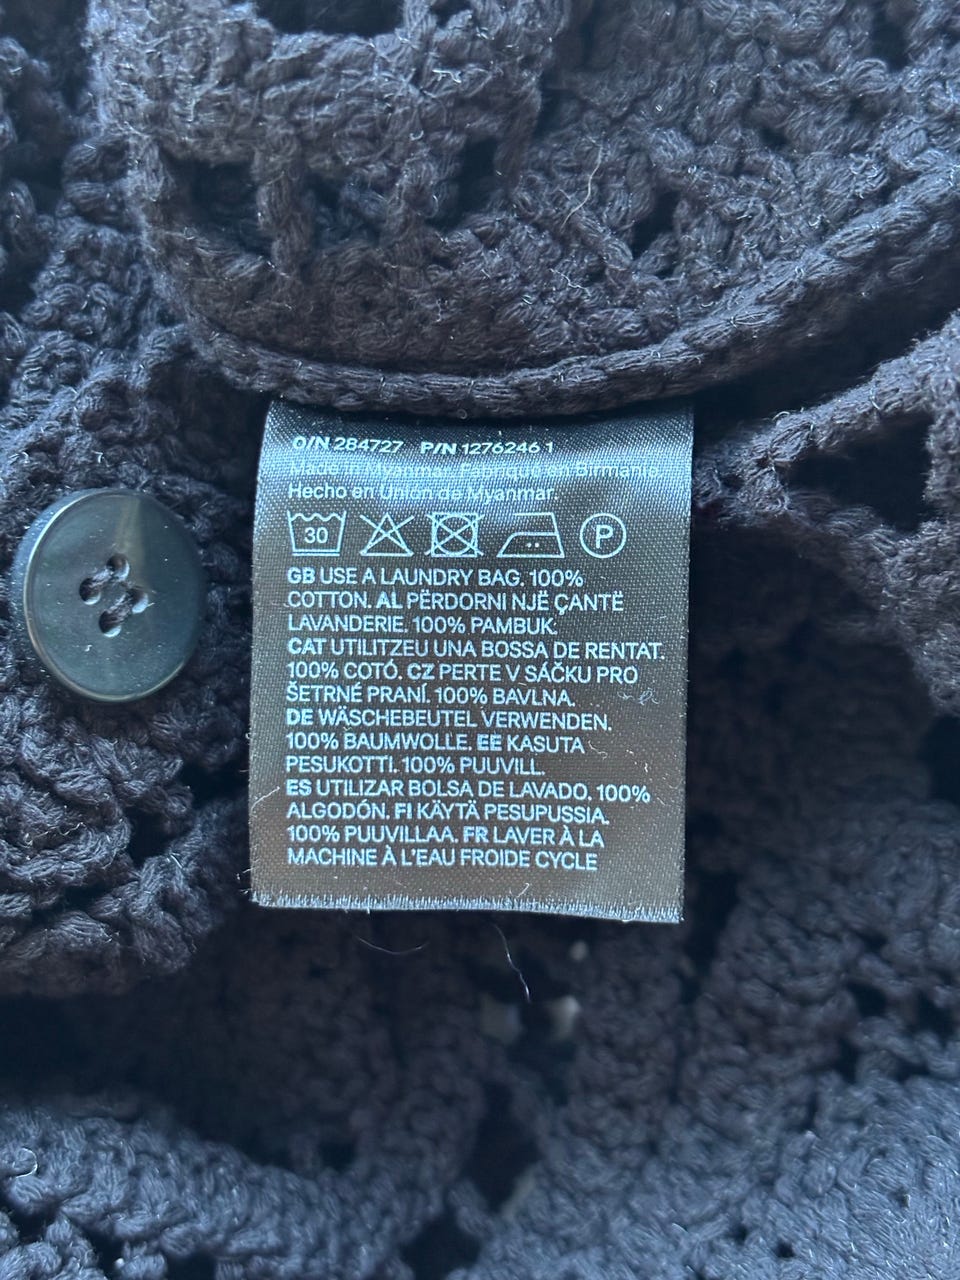 O/N 284727 P/N 1276246 1
Made in Myanmar. Fabriqué en Birmanie.
Hecho en Unión de Myanmar.
30 P
GB USE A LAUNDRY BAG. 100%
COTTON. AL PËRDORNI NJË ÇANTË
LAVANDERIE. 100% PAMBUK.
CAT UTILITZEU UNA BOSSA DE RENTAT.
100% COTÓ. CZ PERTE V SÁČKU PRO
ŠETRNÉ PRANÍ. 100% BAVLNA.
DE WÄSCHEBEUTEL VERWENDEN.
100% BAUMWOLLE. EE KASUTA
PESUKOTTI. 100% PUUVILL.
ES UTILIZAR BOLSA DE LAVADO. 100%
ALGODÓN. FI KÄYTÄ PESUPUSSIA.
100% PUUVILLAA. FR LAVER À LA
MACHINE À L'EAU FROIDE CYCLE